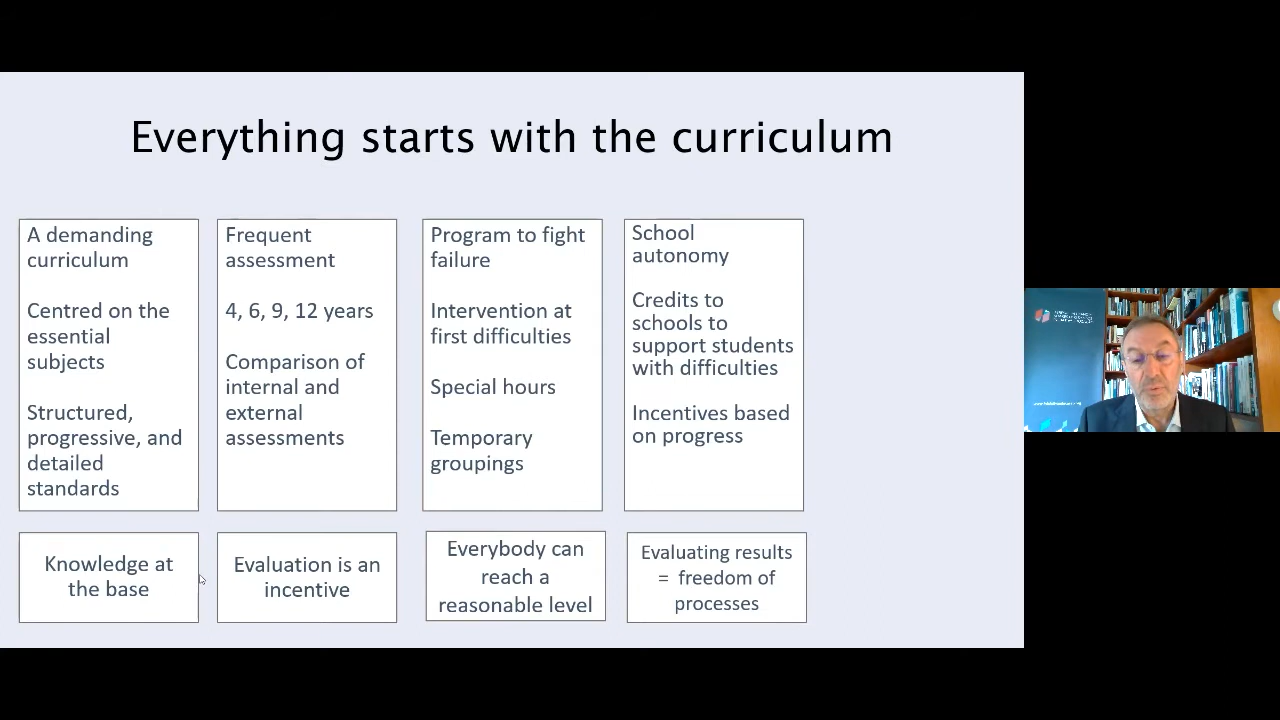 Everything starts with the curriculum
A demanding
curriculum
Centred on the
essential
subjects
Structured,
progressive, and
detailed
standards
Frequent
assessment
4, 6, 9, 12 years
Comparison of
internal and
external
assessments
Program to fight
failure
Intervention at
first difficulties
Special hours
Temporary
groupings
School
autonomy
Credits to
schools to
support students
with difficulties
Incentives based
on progress
Knowledge at
the base
Evaluation is an
incentive
Everybody can
reach a
reasonable level
Evaluating results
= freedom of
processes